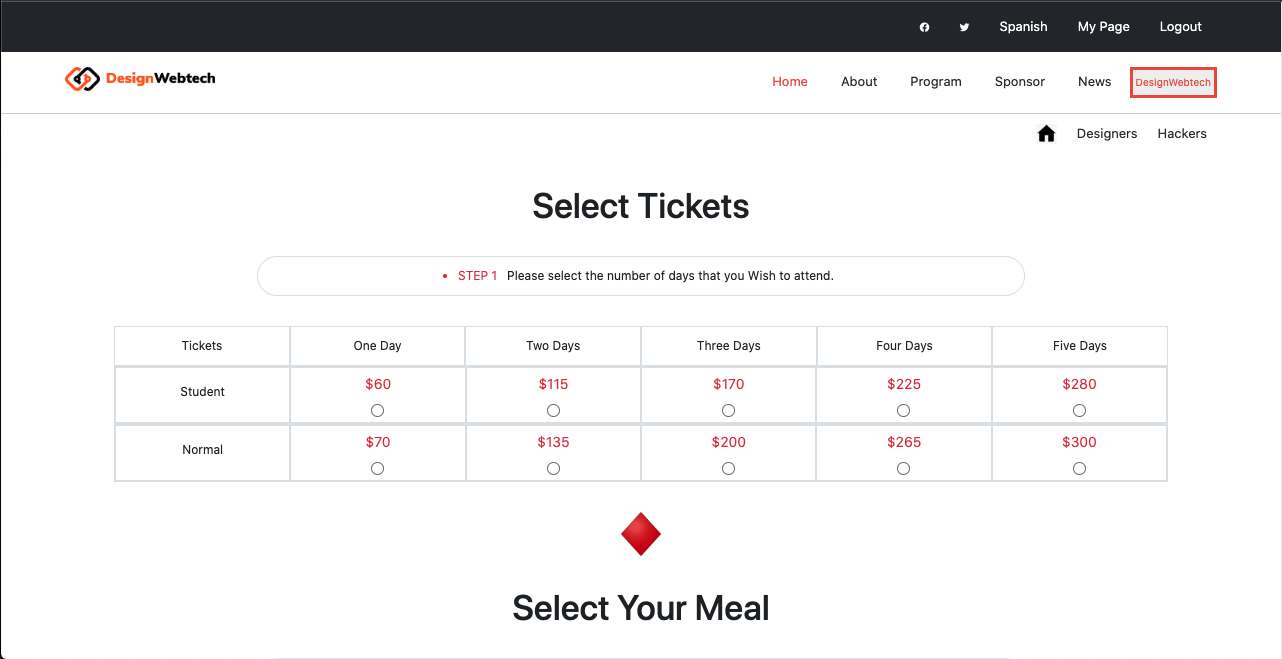 Spanish My Page Logout
DesignWebtech Home About Program Sponsor News DesignWebtech
Designers Hackers
Select Tickets
• STEP 1 Please select the number of days that you Wish to attend.
Tickets One Day Two Days Three Days Four Days Five Days
Student $60 $115 $170 $225 $280
Normal $70 $135 $200 $265 $300
Select Your Meal